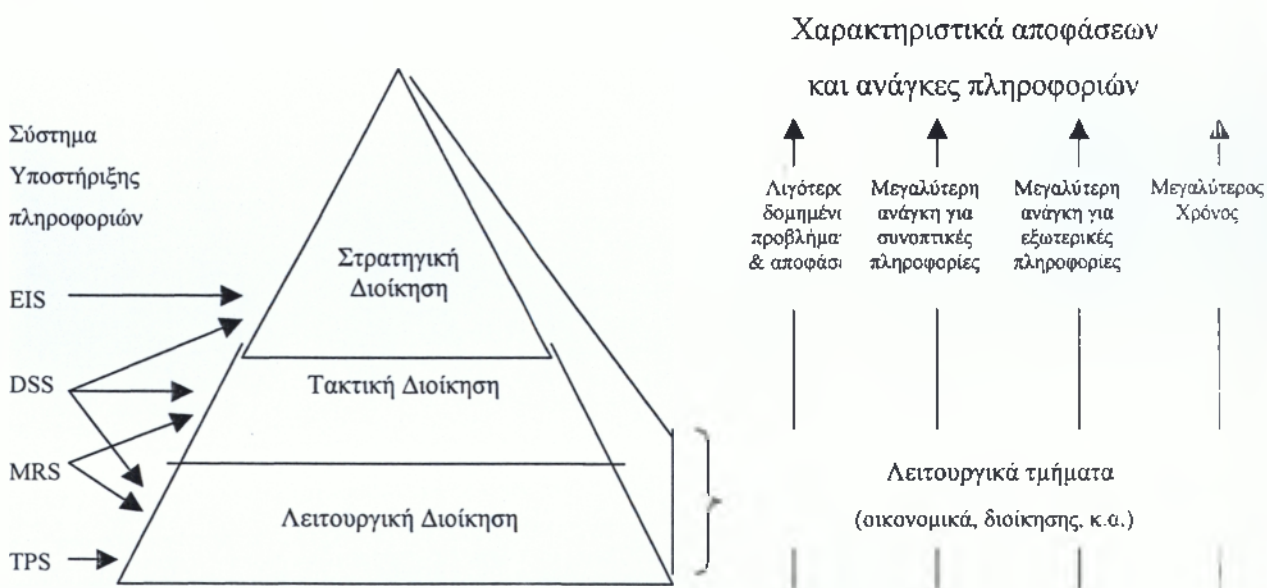 Χαρακτηριστικά αποφάσεων
και ανάγκες πληροφοριών
Σύστημα
Υποστήριξης
πληροφοριών
EIS
DSS
MRS
TPS
Στρατηγική
Διοίκηση
Τακτική Διοίκηση
Λειτουργική Διοίκηση
Μεγαλύτερη
ανάγκη για
συνοπτικές
πληροφορίες
Μεγαλύτερη
ανάγκη για
εξωτερικές
πληροφορίες
Μεγαλύτερος
Χρόνος
Λειτουργικά τμήματα
(οικονομικά, διοίκησης, κ.α.)